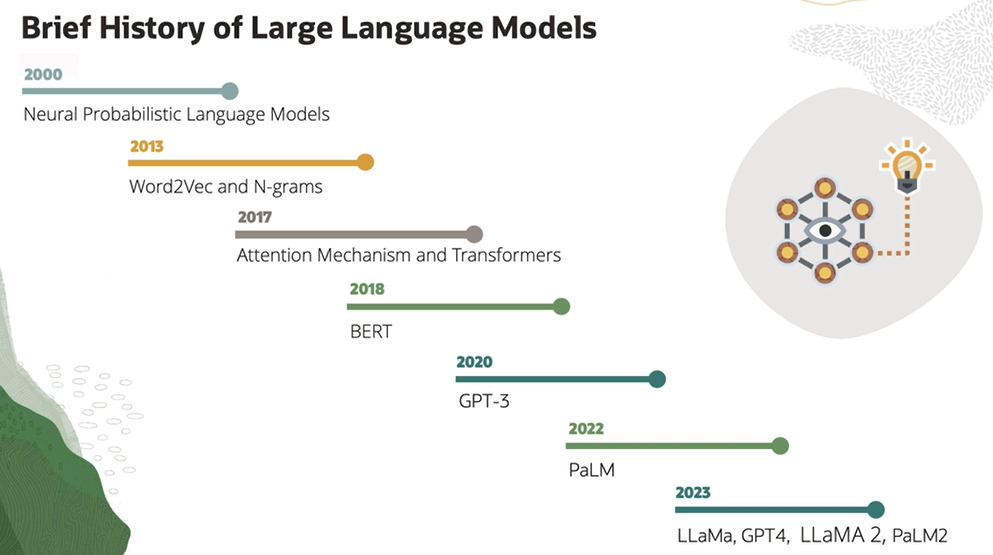 Brief History of Large Language Models
2000
Neural Probabilistic Language Models
2013
Word2Vec and N-grams
2017
Attention Mechanism and Transformers
2018
BERT
2020
GPT-3
2022
PaLM
2023
LLaMa, GPT4, LLaMA 2, PaLM2